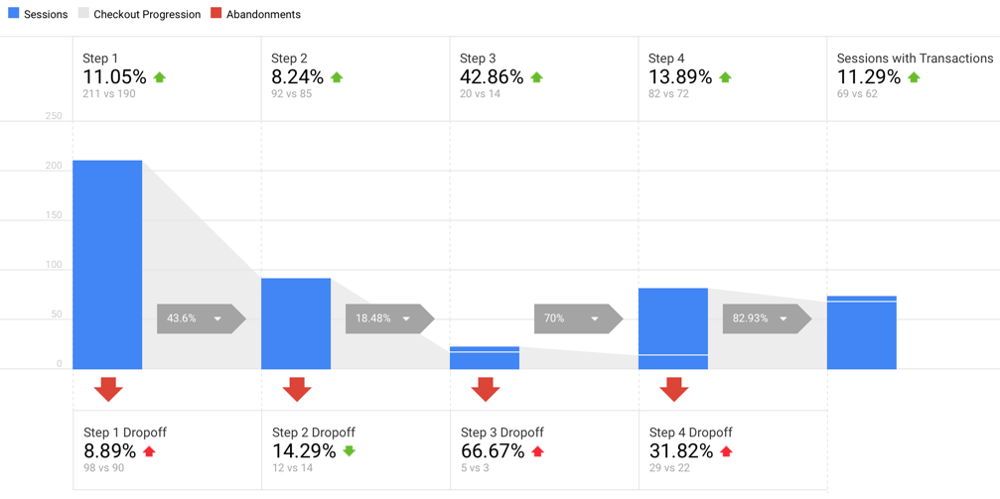 Sessions Checkout Progression Abandonments
Step 1 Step 2 Step 3 Step 4 Sessions with Transactions
11.05% 8.24% 42.86% 13.89% 11.29%
211 vs 190 92 vs 85 20 vs 14 82 vs 72 69 vs 62
250
200
150
100
50
0
43.6% 18.48% 70% 82.93%
Step 1 Dropoff Step 2 Dropoff Step 3 Dropoff Step 4 Dropoff
8.89% 14.29% 66.67% 31.82%
98 vs 90 12 vs 14 5 vs 3 29 vs 22